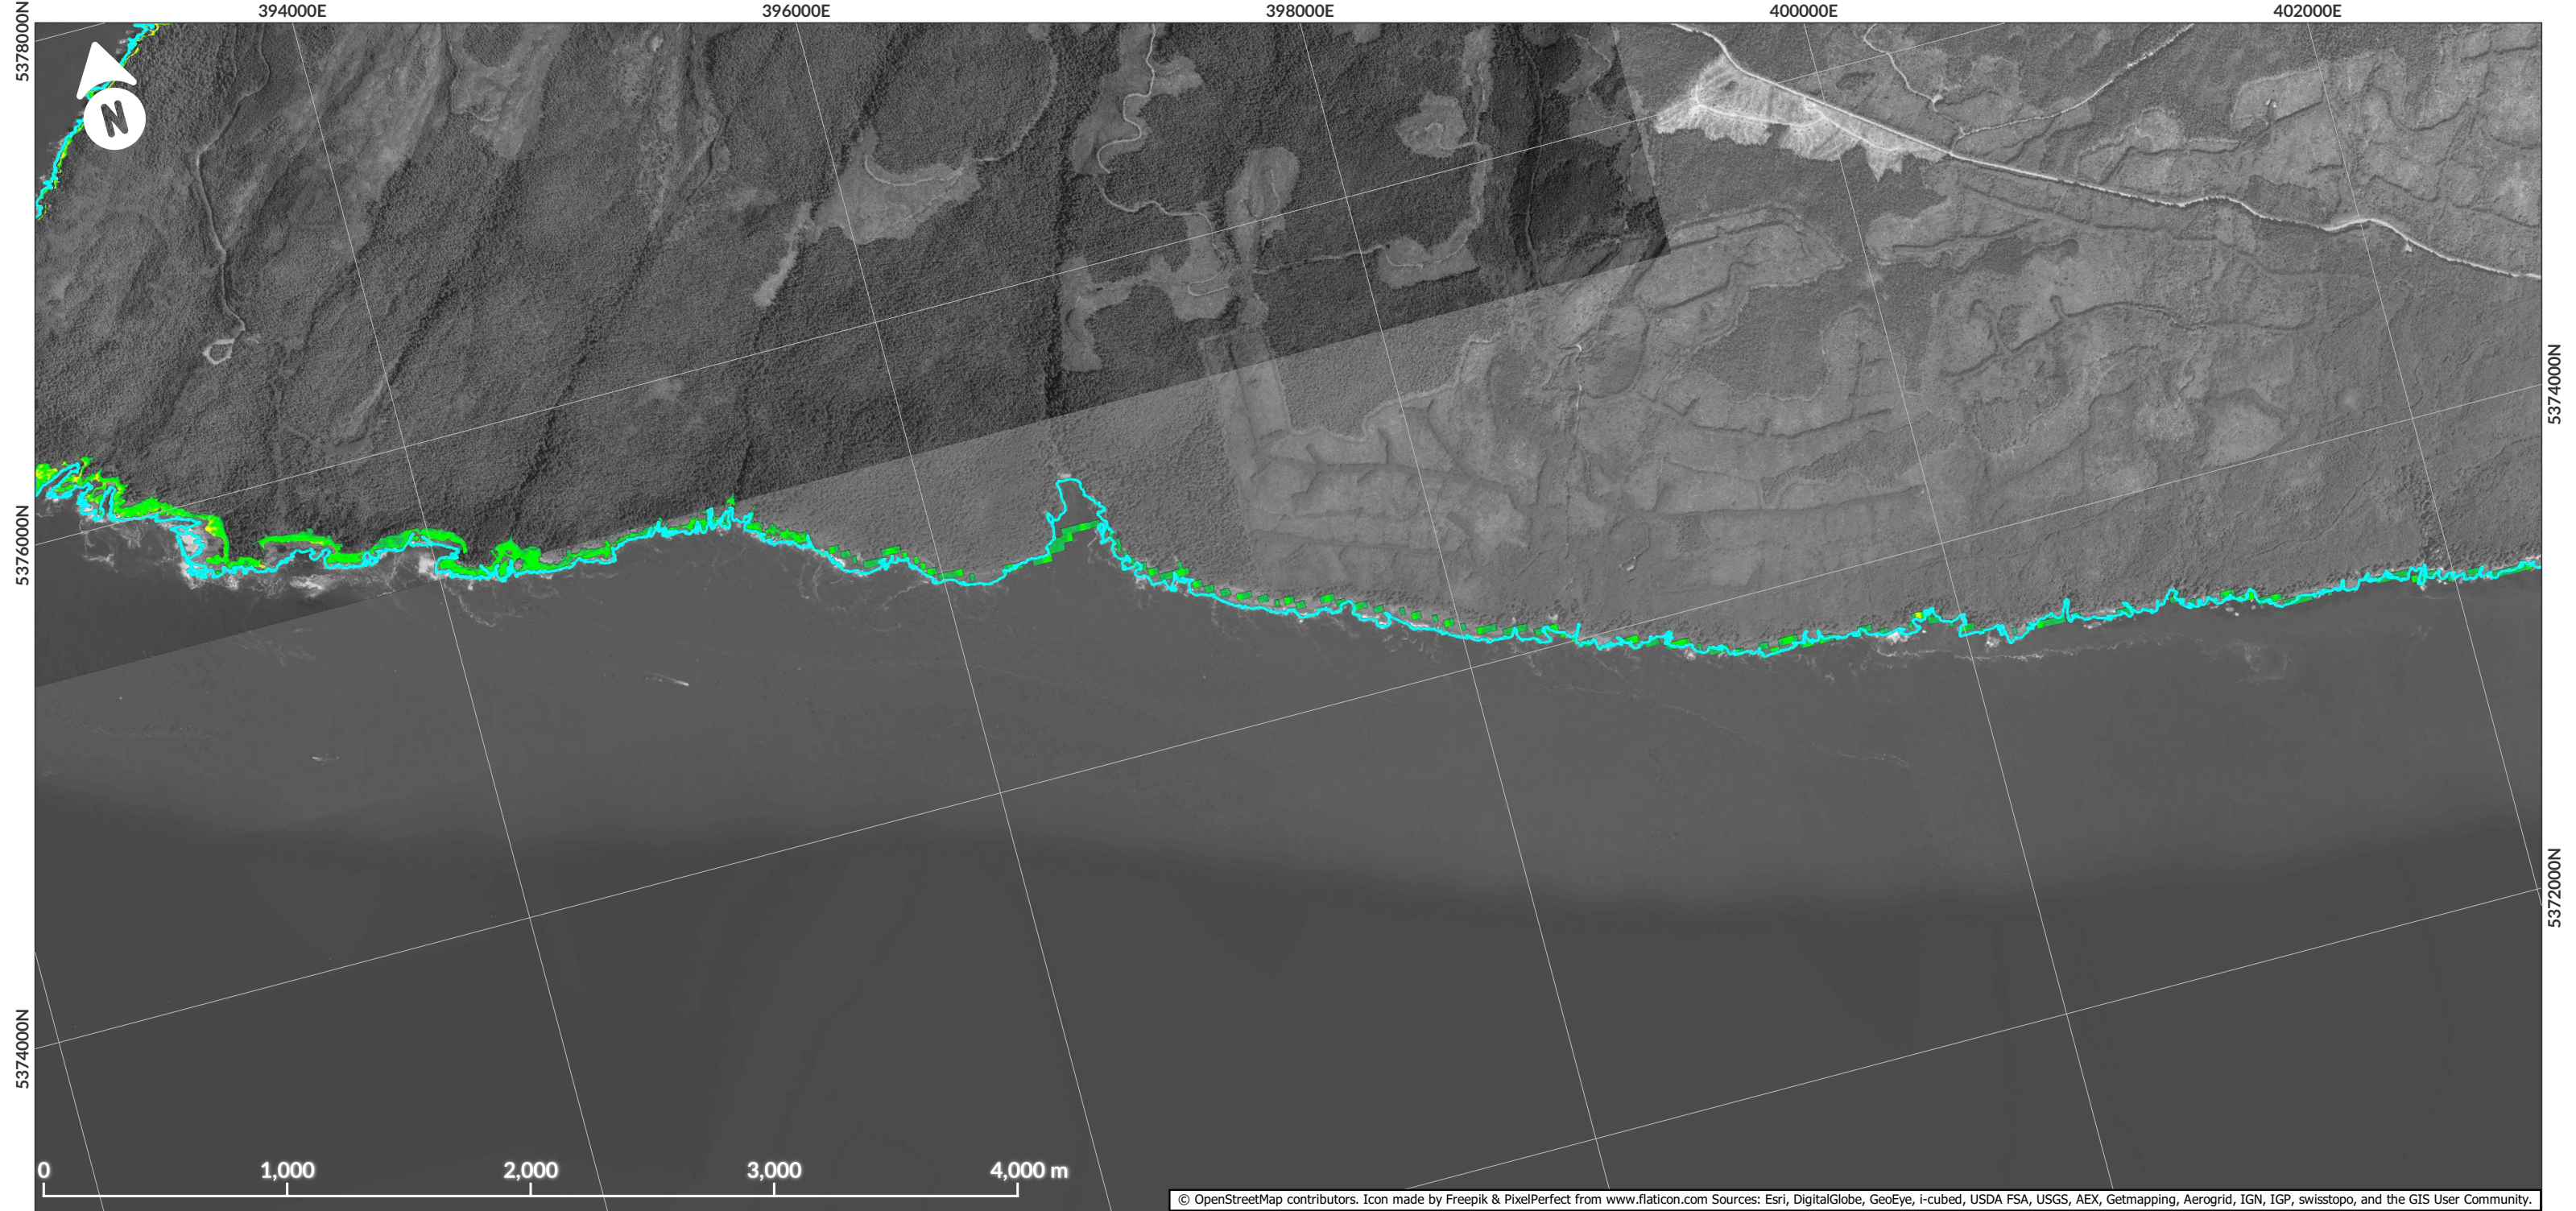 394000E 396000E 398000E 400000E 402000E
5378000N
N
5374000N
5376000N
5372000N
5374000N
0 1,000 2,000 3,000 4,000 m
© OpenStreetMap contributors. Icon made by Freepik & PixelPerfect from www.flaticon.com Sources: Esri, DigitalGlobe, GeoEye, i-cubed, USDA FSA, USGS, AEX, Getmapping, Aerogrid, IGN, IGP, swisstopo, and the GIS User Community.